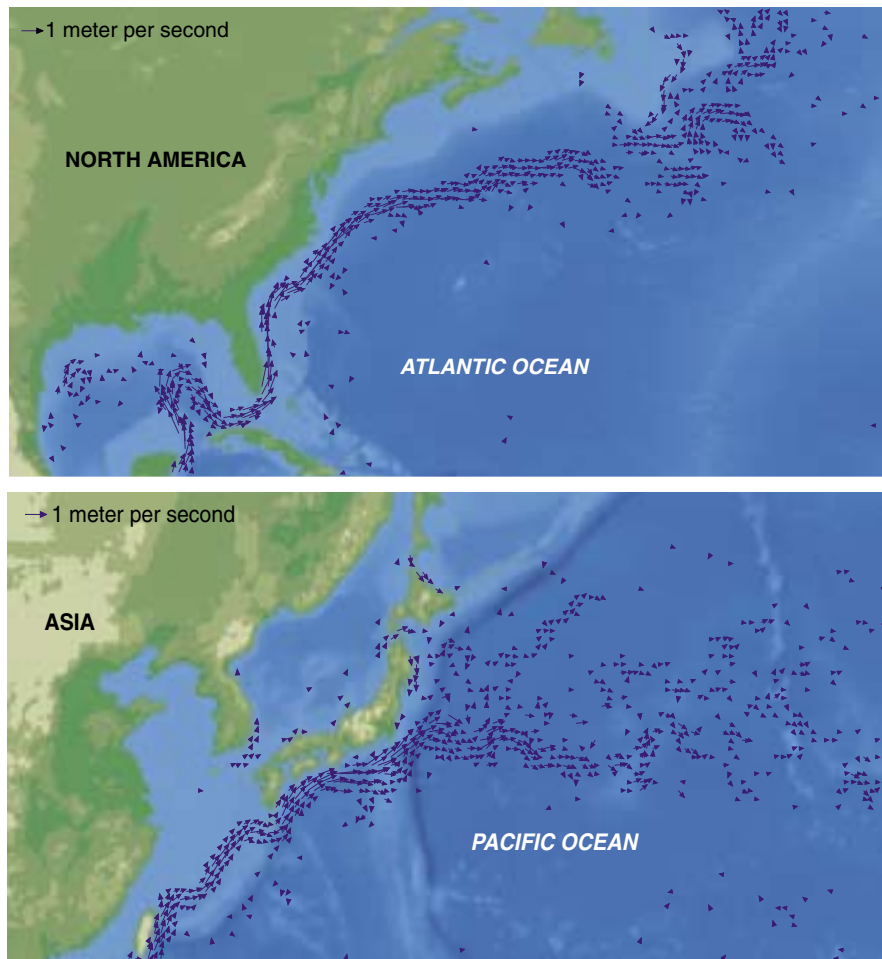 1 meter per second
NORTH AMERICA
ATLANTIC OCEAN
1 meter per second
ASIA
PACIFIC OCEAN